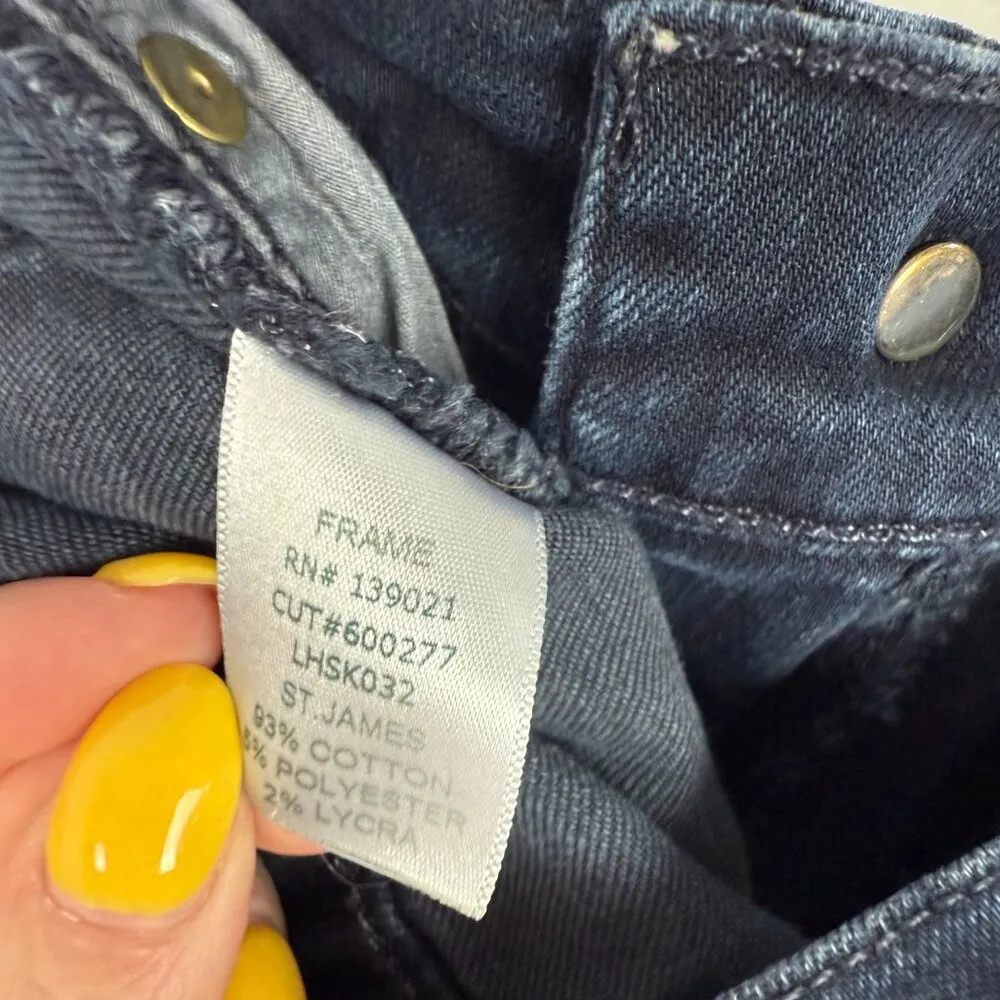 FRAME
RN# 139021
CUT#600277
LHSK032
ST.JAMES
93% COTTON
5% POLYESTER
2% LYCRA